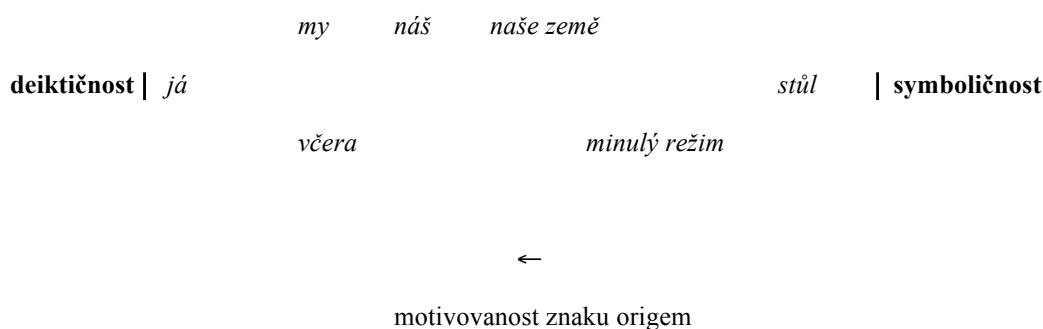 my náš naše země
deiktičnost | já stůl | symboličnost
včera minulý režim
←
motivovanost znaku origem